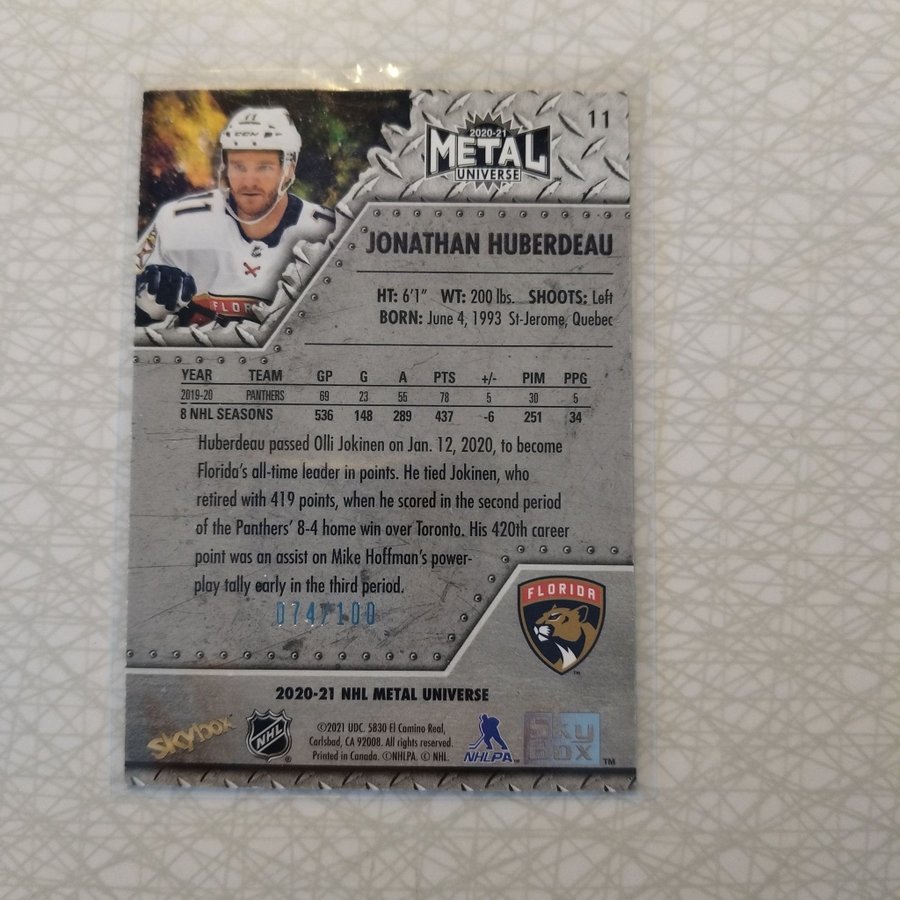 11
2020-21
METAL
UNIVERSE
11
11
CCM
FLOR
JONATHAN HUBERDEAU
HT: 6'1" WT: 200 lbs. SHOOTS: Left
BORN: June 4, 1993 St-Jerome, Quebec
YEAR TEAM GP G A PTS +/- PIM PPG
2019-20 PANTHERS 69 23 55 78 5 30 5
8 NHL SEASONS 536 148 289 437 -6 251 34
Huberdeau passed Olli Jokinen on Jan. 12, 2020, to become
Florida's all-time leader in points. He tied Jokinen, who
retired with 419 points, when he scored in the second period
of the Panthers' 8-4 home win over Toronto. His 420th career
point was an assist on Mike Hoffman's power-
play tally early in the third period.
074/100
FLORIDA
TM
2020-21 NHL METAL UNIVERSE
skybox
NHL
©2021 UDC. 5830 El Camino Real,
Carlsbad, CA 92008. All rights reserved.
Printed in Canada. ©NHLPA. © NHL.
NHLPA
Sky
Box
TM